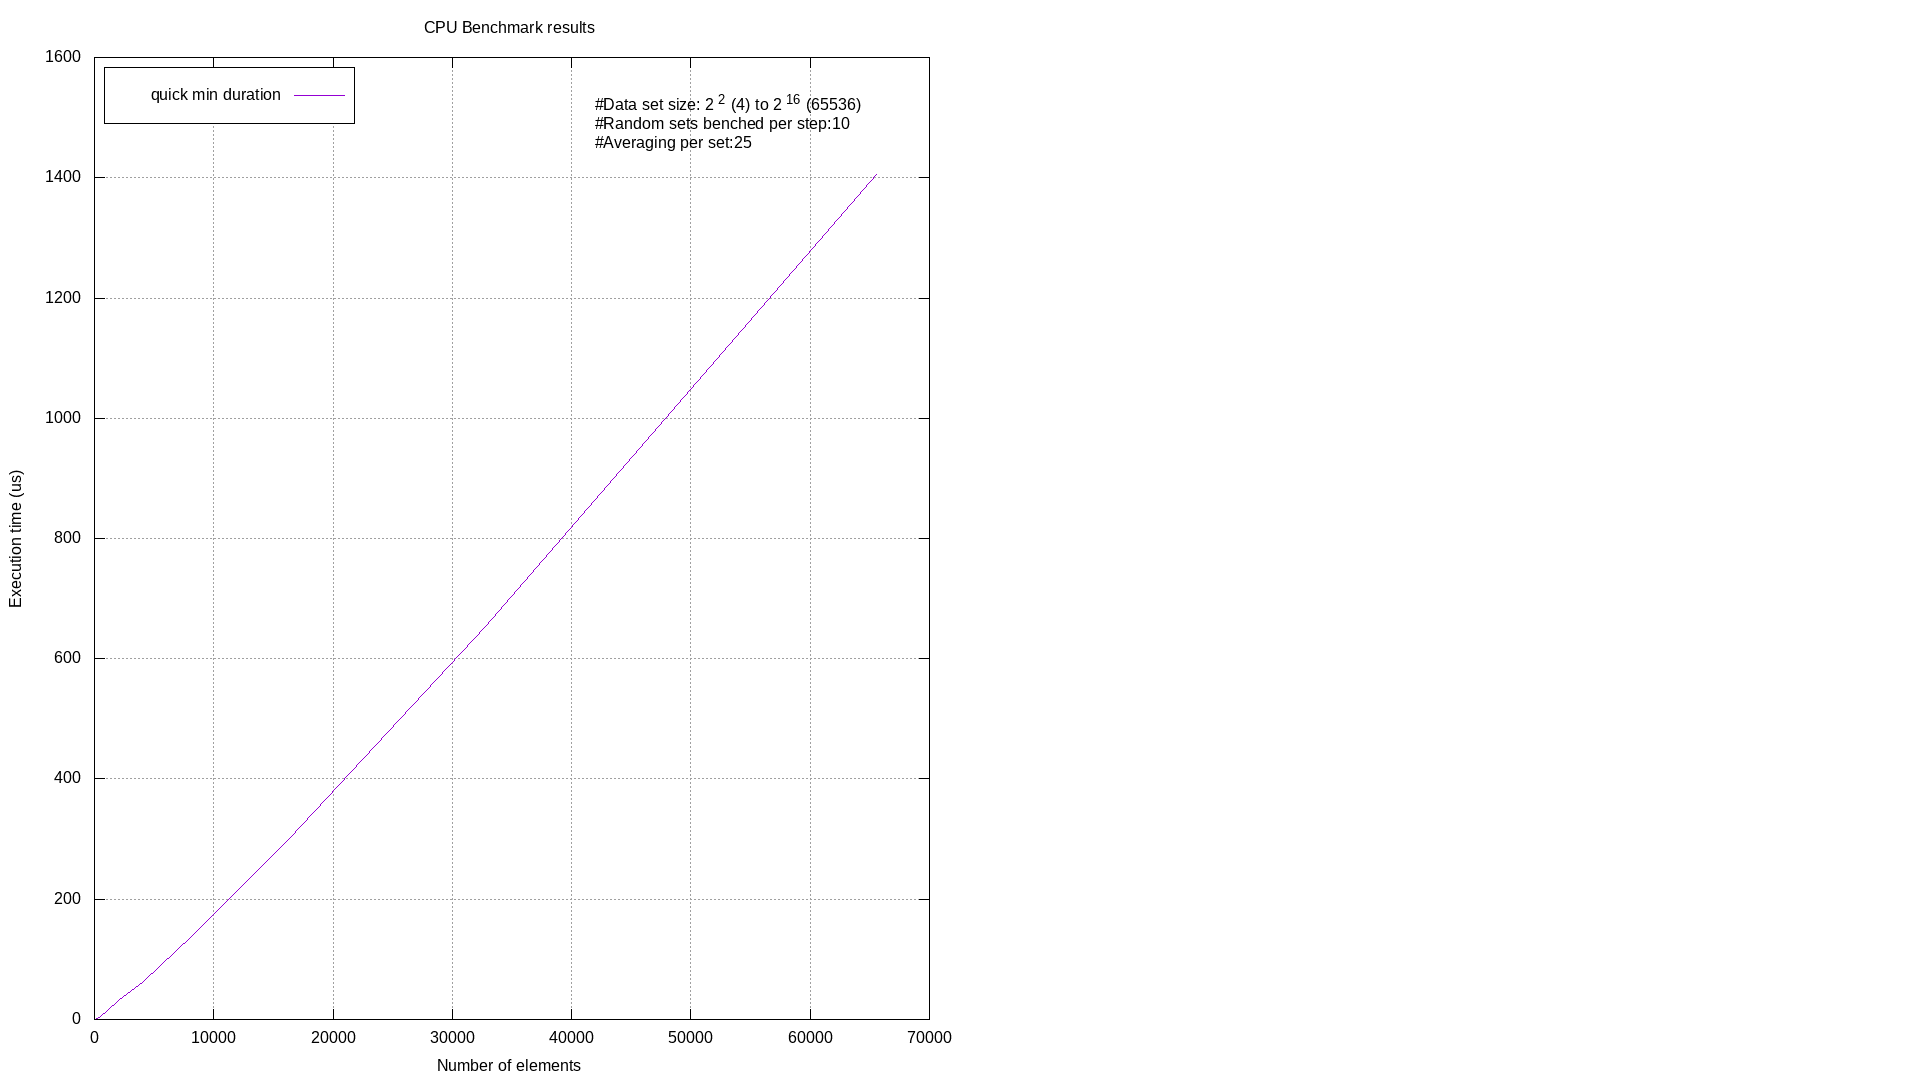 CPU Benchmark results
1600
quick min duration
#Data set size: 2 2 (4) to 2 16 (65536)
#Random sets benched per step:10
#Averaging per set:25
1400
1200
1000
800
600
400
200
0
Execution time (us)
0 10000 20000 30000 40000 50000 60000 70000
Number of elements